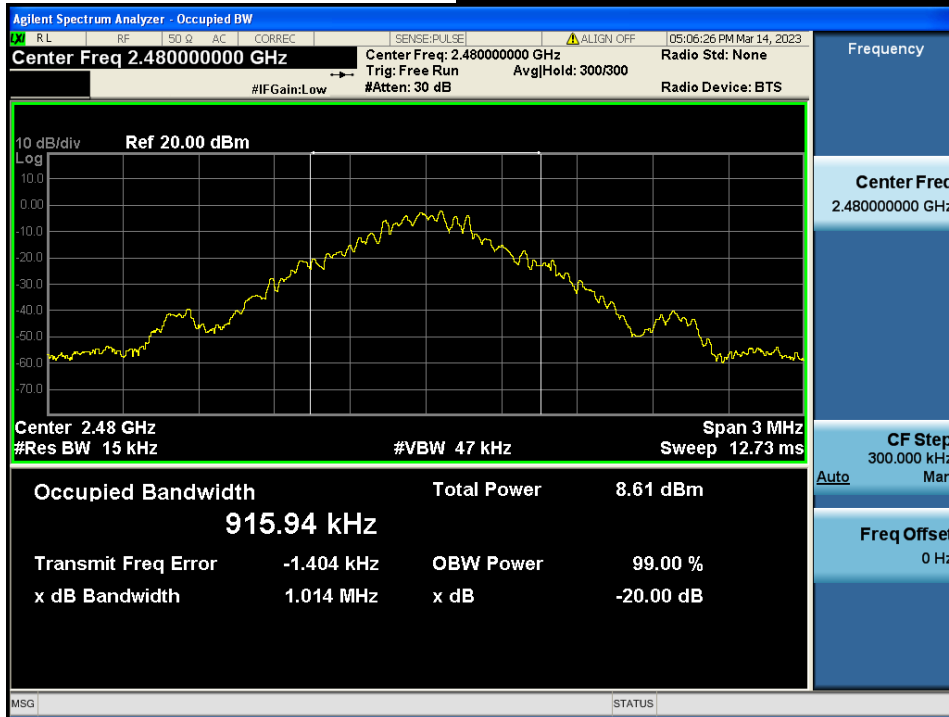 Agilent Spectrum Analyzer - Occupied BW
LXI RL RF 50 Ω AC CORREC SENSE:PULSE ALIGN OFF 05:06:26 PM Mar 14, 2023
Center Freq 2.480000000 GHz
Center Freq: 2.480000000 GHz Radio Std: None
Trig: Free Run Avg|Hold: 300/300
#IFGain:Low #Atten: 30 dB Radio Device: BTS
10 dB/div Ref 20.00 dBm
Log
10.0
0.00
-10.0
-20.0
-30.0
-40.0
-50.0
-60.0
-70.0
Center 2.48 GHz Span 3 MHz
#Res BW 15 kHz #VBW 47 kHz Sweep 12.73 ms
Occupied Bandwidth Total Power 8.61 dBm
915.94 kHz
Transmit Freq Error -1.404 kHz OBW Power 99.00 %
x dB Bandwidth 1.014 MHz x dB -20.00 dB
MSG STATUS
Frequency
Center Freq
2.480000000 GHz
CF Step
300.000 kHz
Auto Man
Freq Offset
0 Hz